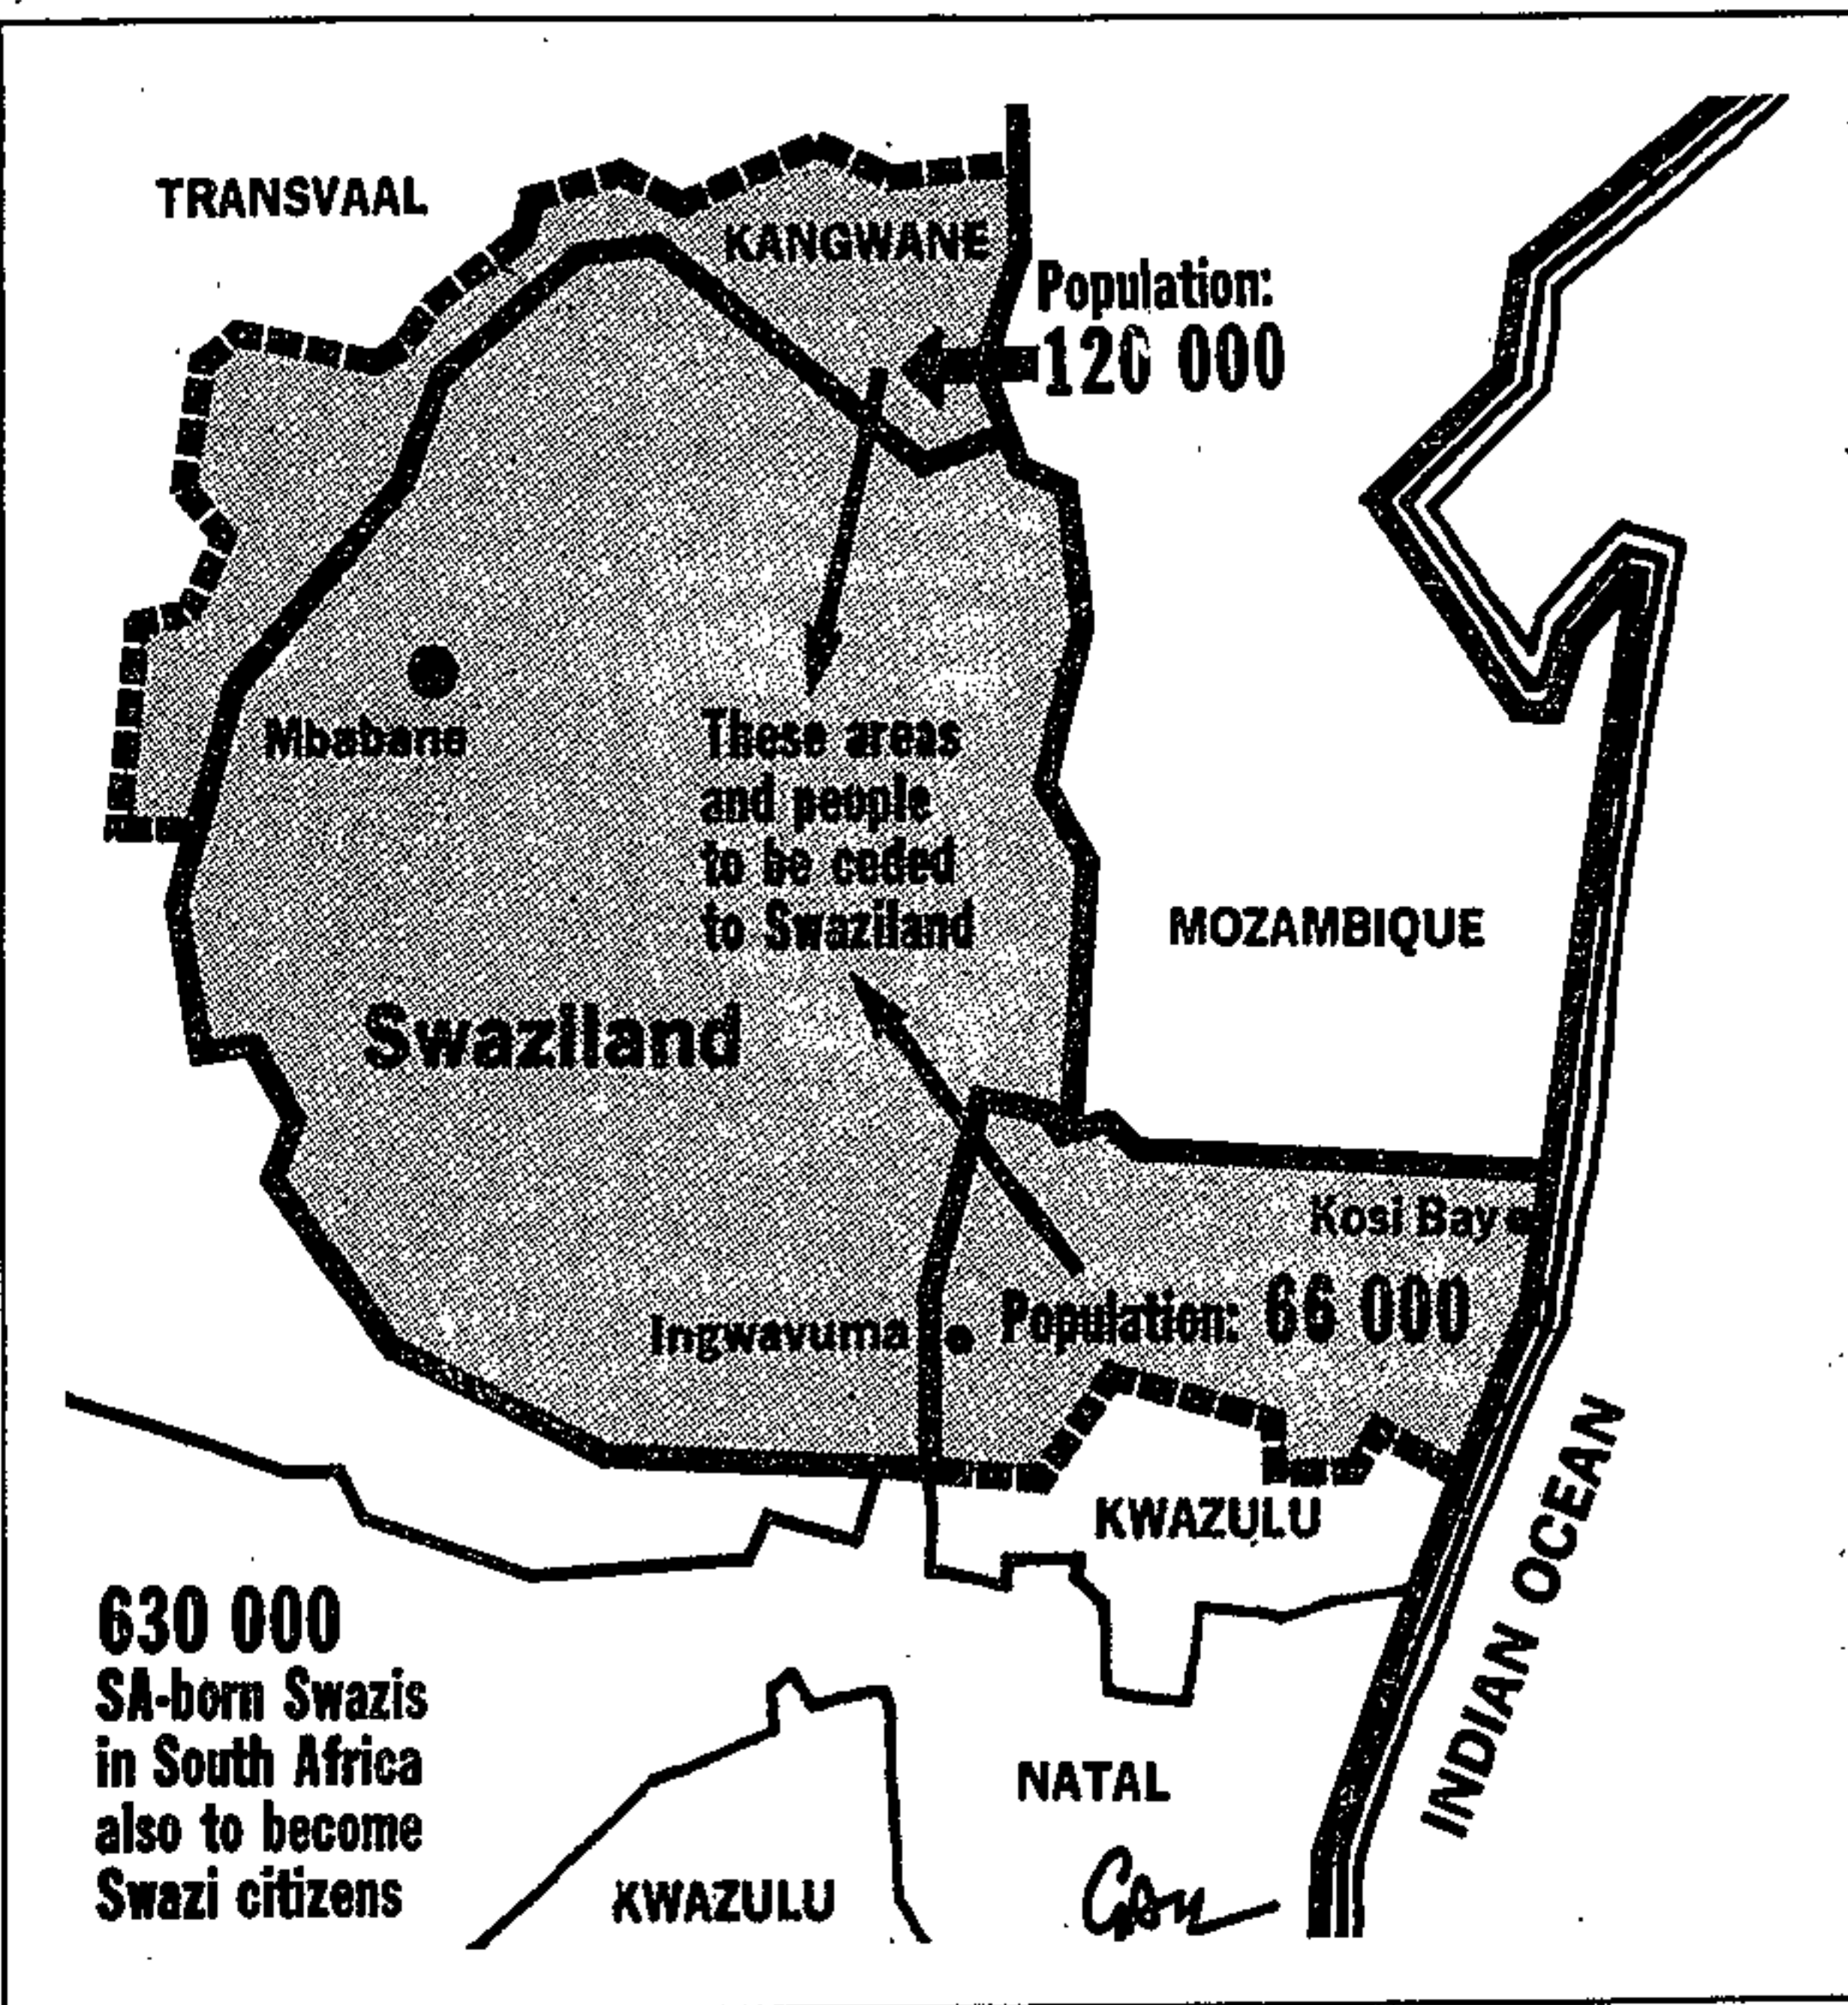 TRANSVAAL
KANGWANE
Population:
120 000
Mbabane
These areas
and people
to be ceded
to Swaziland
MOZAMBIQUE
Swaziland
Kosi Bay
Population: 66 000
Ingwavuma
KWAZULU
INDIAN OCEAN
630 000
SA-born Swazis
in South Africa
also to become
Swazi citizens
NATAL
KWAZULU